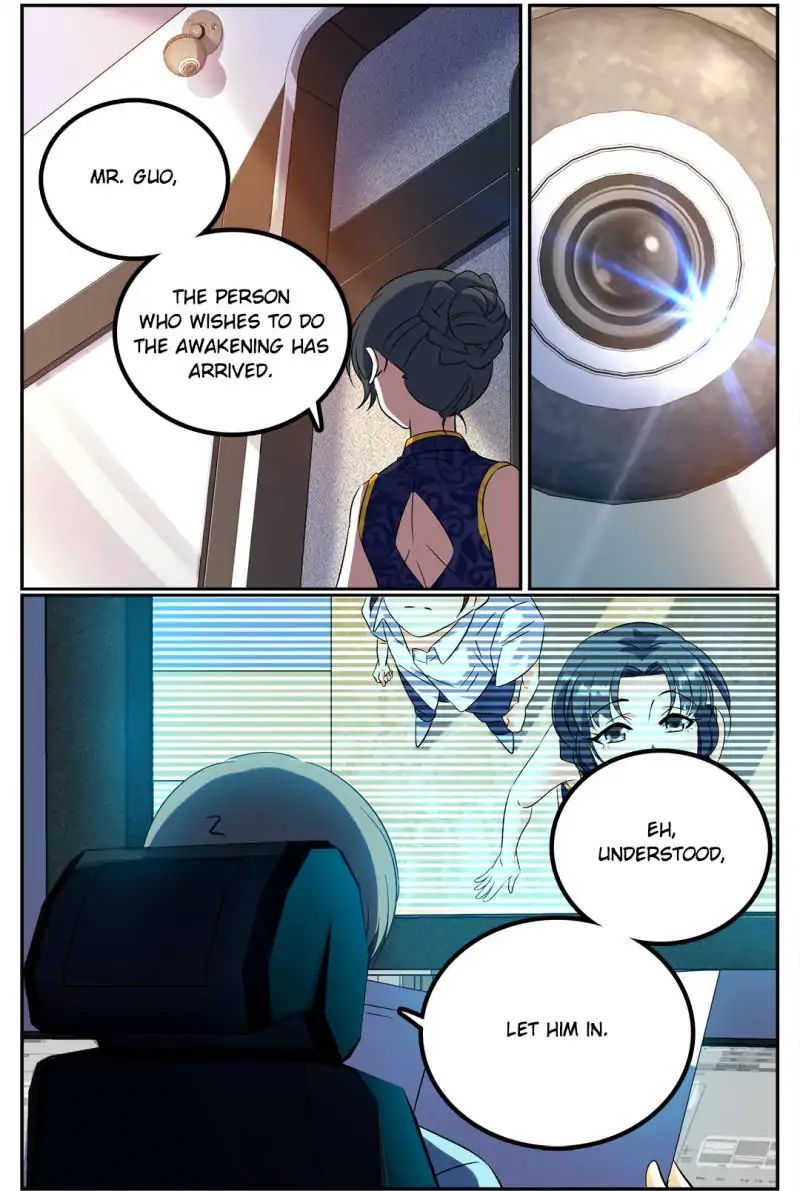 MR. GUO,
THE PERSON
WHO WISHES TO DO
THE AWAKENING HAS
ARRIVED.
EH,
UNDERSTOOD,
LET HIM IN.